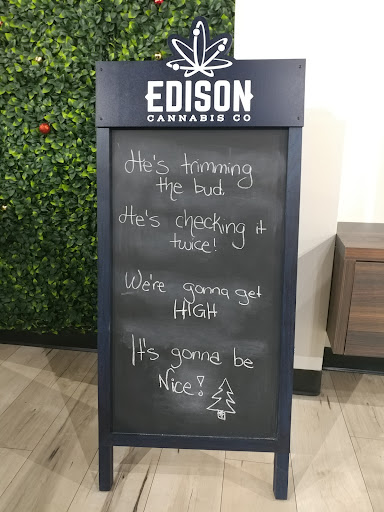 EDISON
CANNABIS CO
He's trimming
the bud.
He's checking it
twice!
We're gonna get
HIGH
It's gonna be
Nice!